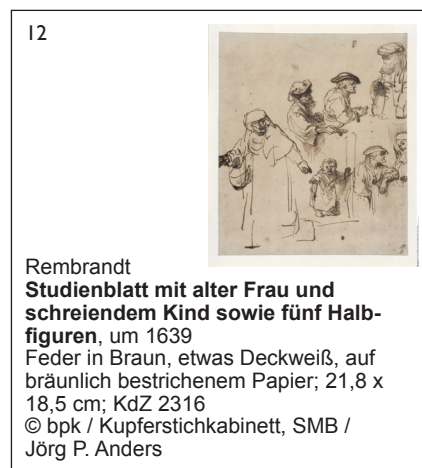 12
Rembrandt
Studienblatt mit alter Frau und
schreiendem Kind sowie fünf Halb-
figuren, um 1639
Feder in Braun, etwas Deckweiß, auf
bräunlich bestrichenem Papier; 21,8 x
18,5 cm; KdZ 2316
© bpk / Kupferstichkabinett, SMB /
Jörg P. Anders